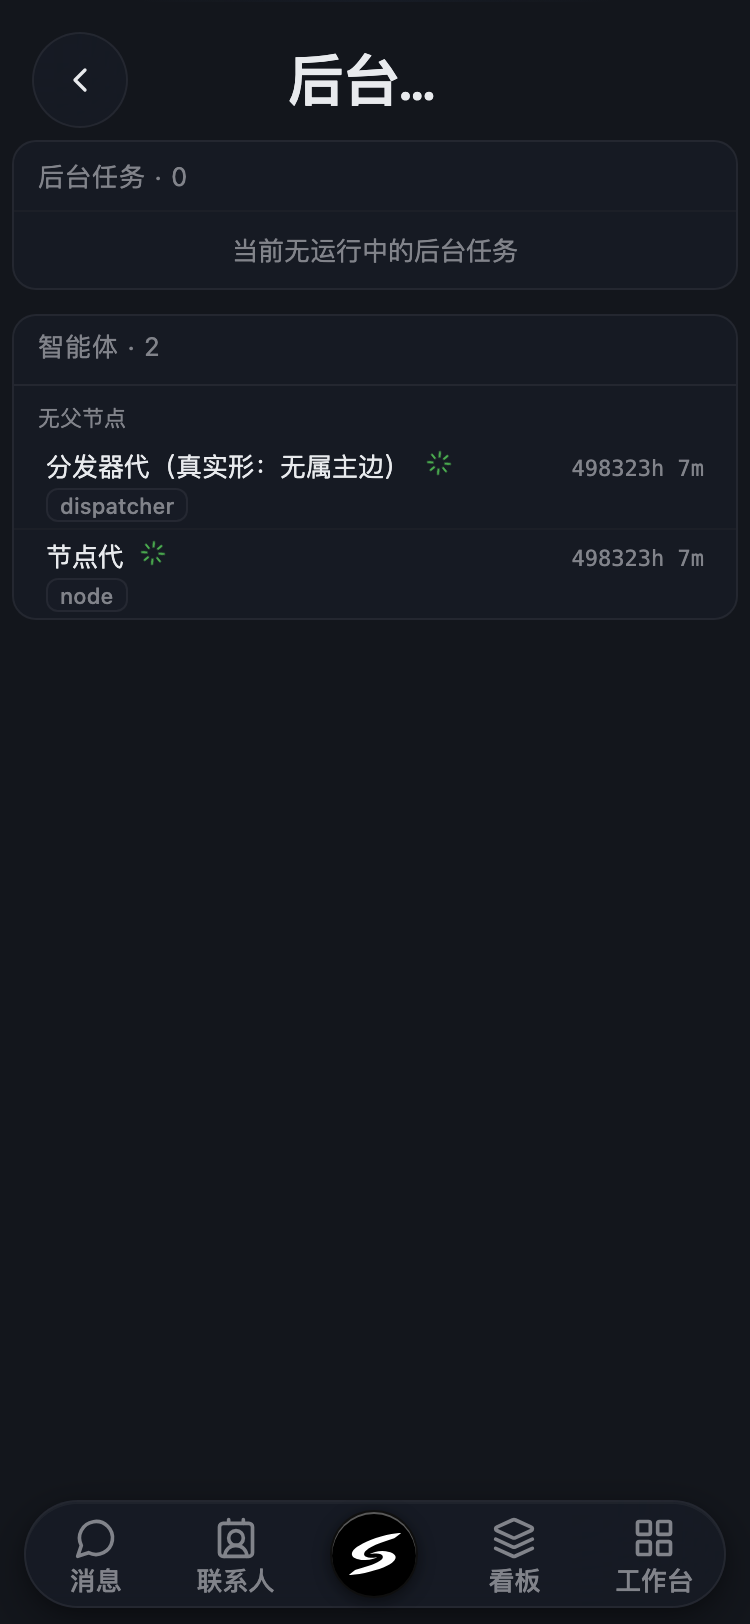 后台...
后台任务 · 0
当前无运行中的后台任务
智能体 · 2
无父节点
分发器代（真实形：无属主边） 498323h 7m
dispatcher
节点代 498323h 7m
node
消息 联系人 看板 工作台